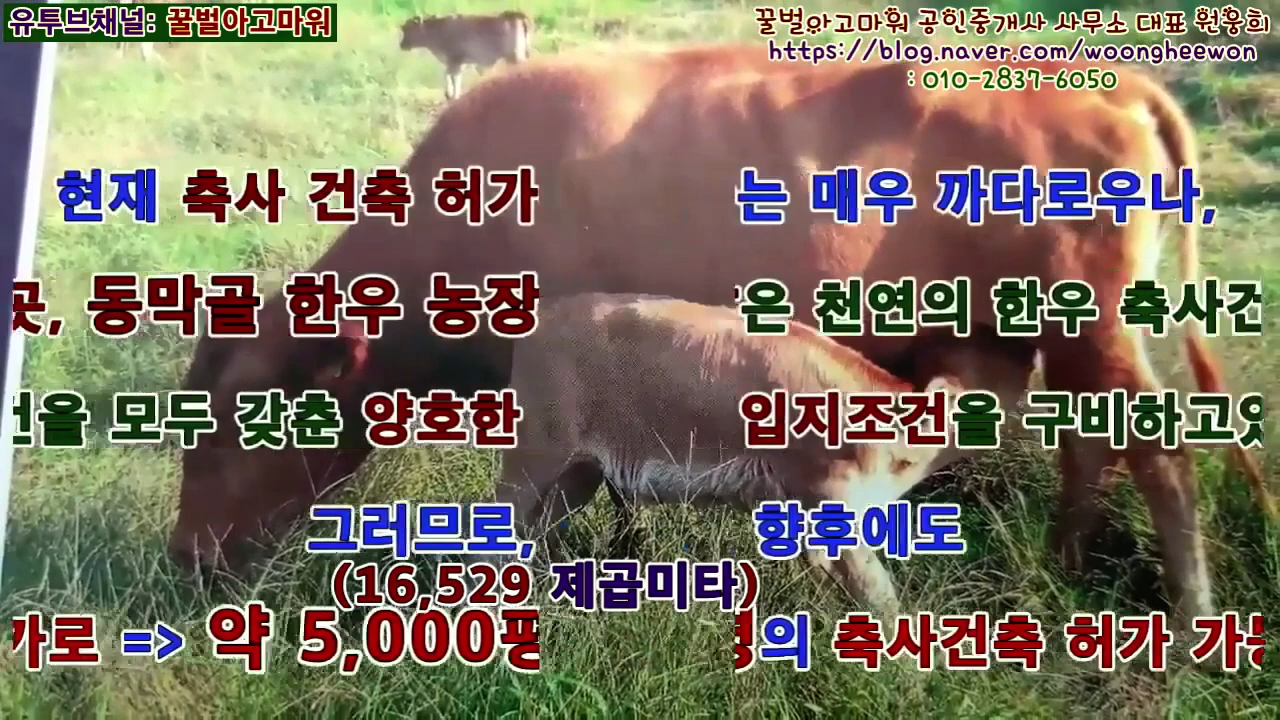 유투브채널: 꿀벌아고마워
꿀벌아고마워 공인중개사 사무소 대표 원웅희
https://blog.naver.com/woongheewon
: 010-2837-6050
현재 축사 건축 허가 는 매우 까다로우나,
곳, 동막골 한우 농장 은 천연의 한우 축사건
을 모두 갖춘 양호한 입지조건을 구비하고
그러므로, 향후에도
(16,529 제곱미타)
가로 => 약 5,000평의 축사건축 허가